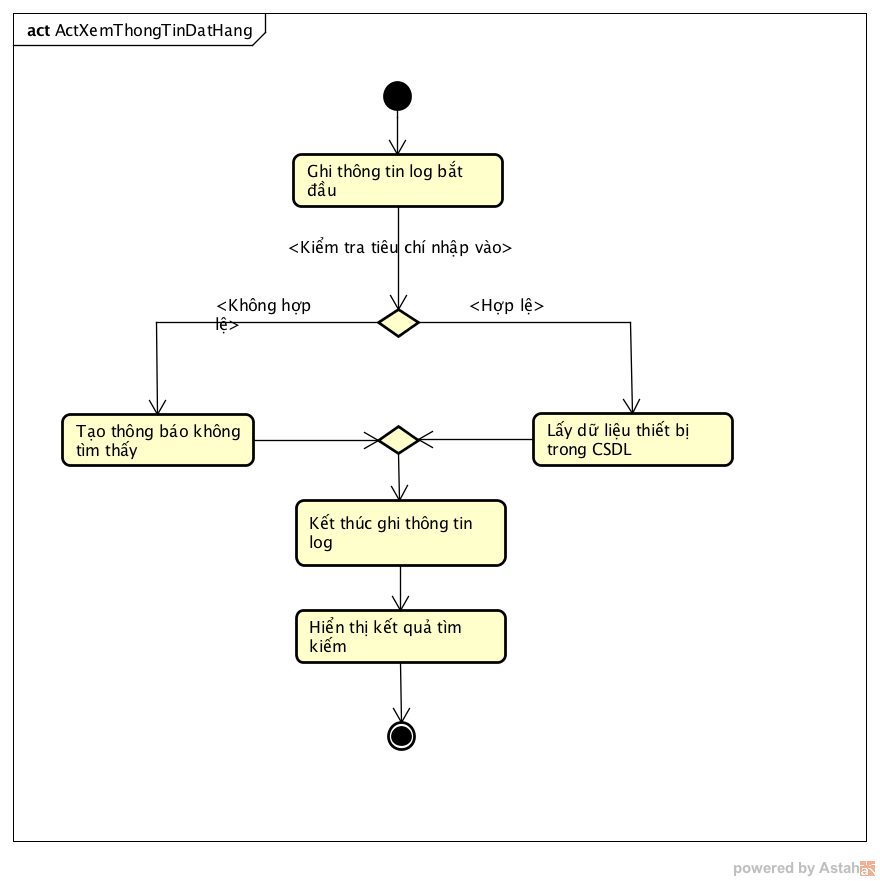 act ActXemThongTinDatHang
Ghi thông tin log bắt
đầu
<Kiểm tra tiêu chí nhập vào>
<Không hợp
lệ>
<Hợp lệ>
Tạo thông báo không
tìm thấy
Lấy dữ liệu thiết bị
trong CSDL
Kết thúc ghi thông tin
log
Hiển thị kết quả tìm
kiếm
powered by Astah